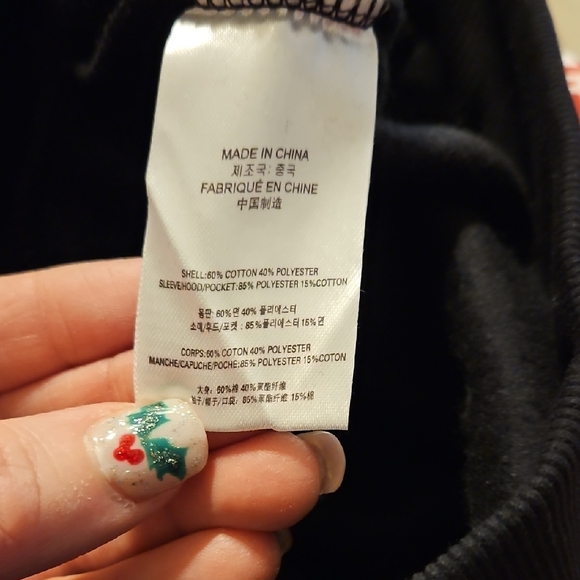 MADE IN CHINA
제조국: 중국
FABRIQUÉ EN CHINE
中国制造
SHELL:60% COTTON 40% POLYESTER
SLEEVE/HOOD/POCKET:85% POLYESTER 15%COTTON
몸판: 60%면 40% 폴리에스터
소매/후드/포켓 : 85%폴리에스터 15%면
CORPS:60% COTON 40% POLYESTER
MANCHE/CAPUCHE/POCHE:85% POLYESTER 15%COTTON
大身: 60%棉 40%聚酯纤维
子/帽子/口袋: 85%聚酯纤维 15%棉